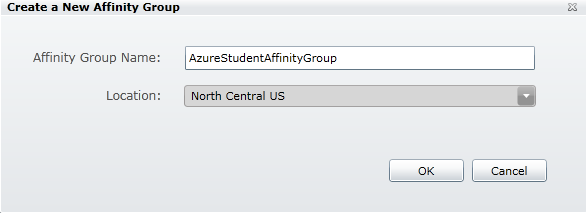 Create a New Affinity Group
Affinity Group Name: AzureStudentAffinityGroup
Location: North Central US
OK Cancel